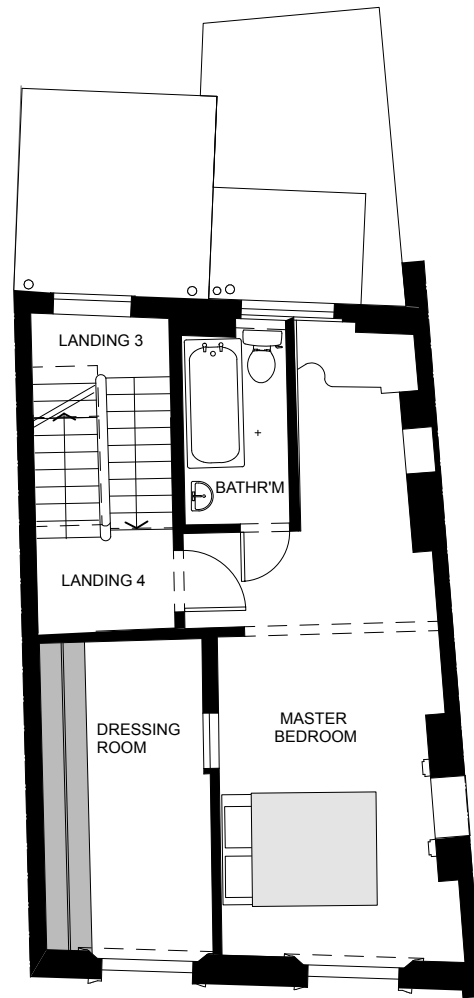 LANDING 3
BATHR'M
LANDING 4
DRESSING
ROOM
MASTER
BEDROOM